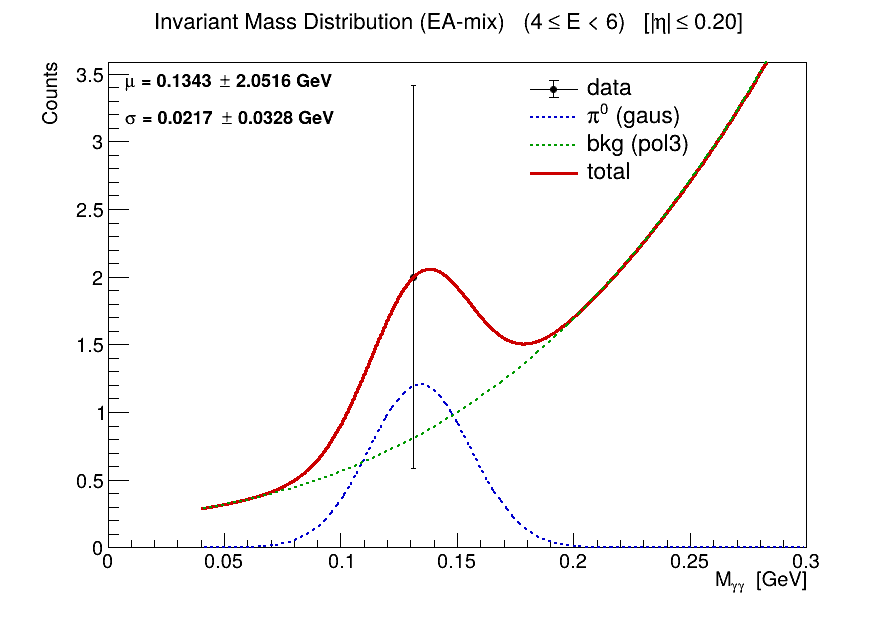 Invariant Mass Distribution (EA-mix) (4 ≤ E < 6) [|η| ≤ 0.20]
Counts
μ = 0.1343 ± 2.0516 GeV
σ = 0.0217 ± 0.0328 GeV
data
π⁰ (gaus)
bkg (pol3)
total
3.5
3
2.5
2
1.5
1
0.5
0
0 0.05 0.1 0.15 0.2 0.25 0.3
M_γγ [GeV]